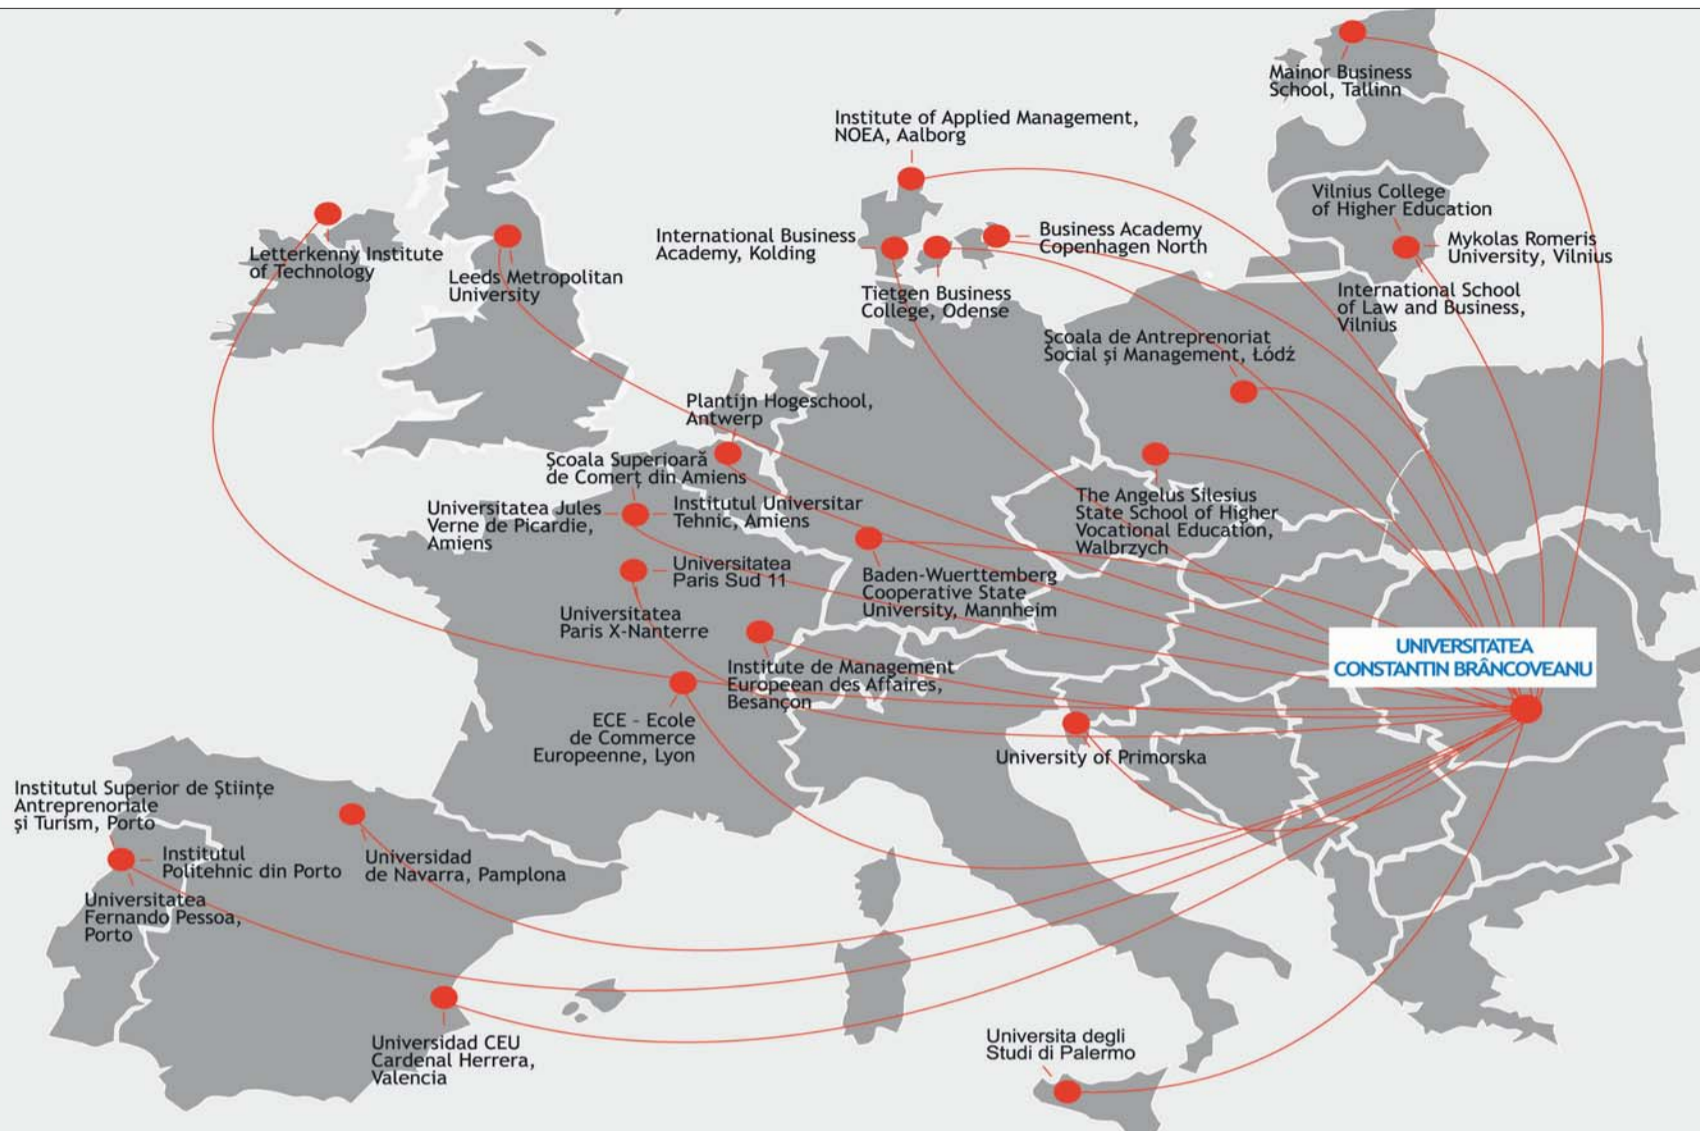 Mainor Business
School, Tallinn
Institute of Applied Management,
NOEA, Aalborg
Vilnius College
of Higher Education
Mykolas Romeris
University, Vilnius
International School
of Law and Business,
Vilnius
Business Academy
Copenhagen North
International Business
Academy, Kolding
Tietgen Business
College, Odense
Letterkenny Institute
of Technology
Leeds Metropolitan
University
Școala de Antreprenoriat
Social și Management, Łódź
Plantijn Hogeschool,
Antwerp
Școala Superioară
de Comerț din Amiens
Universitatea Jules
Verne de Picardie,
Amiens
Institutul Universitar
Tehnic, Amiens
The Angelus Silesius
State School of Higher
Vocational Education,
Walbrzych
Universitatea
Paris Sud 11
Baden-Wuerttemberg
Cooperative State
University, Mannheim
Universitatea
Paris X-Nanterre
Institute de Management
Europeean des Affaires,
Besançon
UNIVERSITATEA
CONSTANTIN BRÂNCOVEANU
ECE - Ecole
de Commerce
Europeenne, Lyon
University of Primorska
Institutul Superior de Științe
Antreprenoriale
și Turism, Porto
Institutul
Politehnic din Porto
Universitatea
Fernando Pessoa,
Porto
Universidad
de Navarra, Pamplona
Universidad CEU
Cardenal Herrera,
Valencia
Universita degli
Studi di Palermo